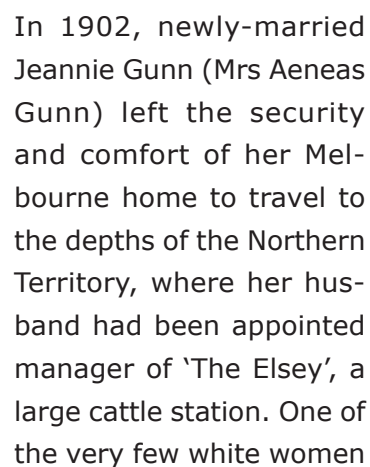 In 1902, newly-married
Jeannie Gunn (Mrs Aeneas
Gunn) left the security
and comfort of her Mel-
bourne home to travel to
the depths of the Northern
Territory, where her hus-
band had been appointed
manager of ‘The Elsey’, a
large cattle station. One of
the very few white women